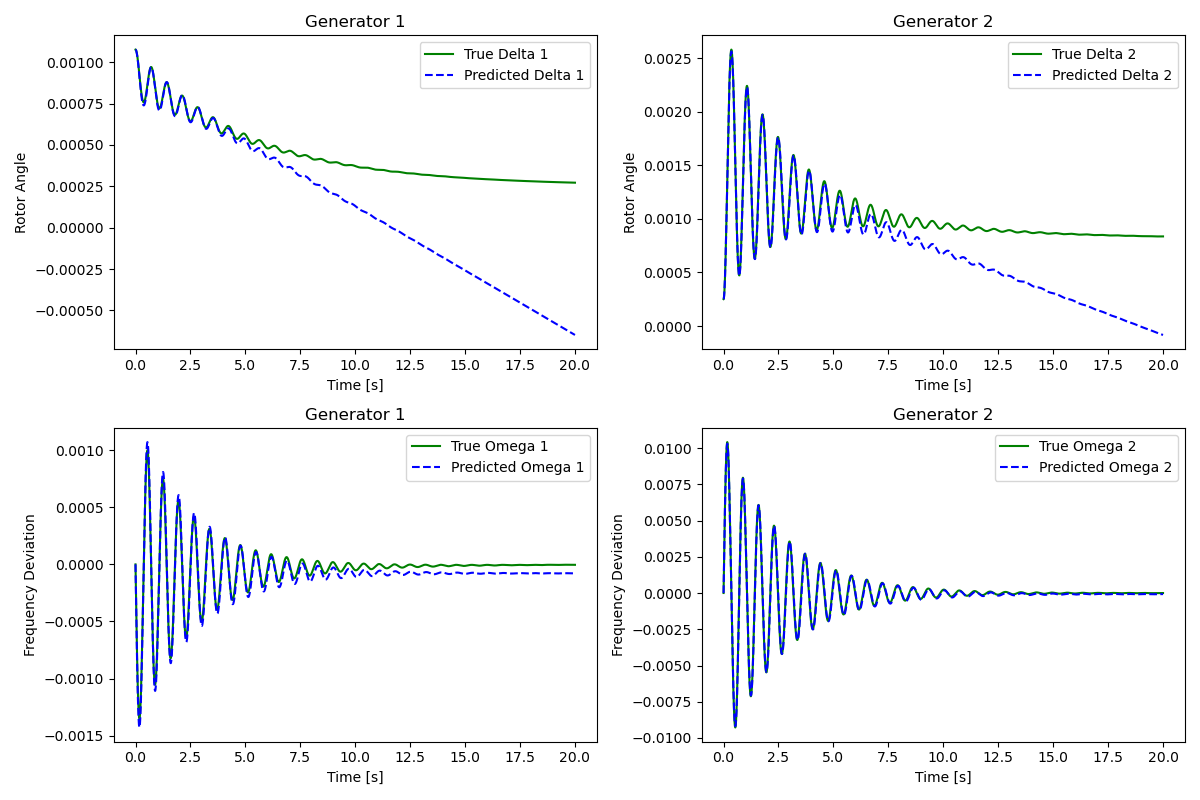 Generator 1
True Delta 1
Predicted Delta 1
0.00100
0.00075
0.00050
0.00025
0.00000
−0.00025
−0.00050
Rotor Angle
0.0 2.5 5.0 7.5 10.0 12.5 15.0 17.5 20.0
Time [s]
Generator 2
True Delta 2
Predicted Delta 2
0.0025
0.0020
0.0015
0.0010
0.0005
0.0000
Rotor Angle
0.0 2.5 5.0 7.5 10.0 12.5 15.0 17.5 20.0
Time [s]
Generator 1
True Omega 1
Predicted Omega 1
0.0010
0.0005
0.0000
−0.0005
−0.0010
−0.0015
Frequency Deviation
0.0 2.5 5.0 7.5 10.0 12.5 15.0 17.5 20.0
Time [s]
Generator 2
True Omega 2
Predicted Omega 2
0.0100
0.0075
0.0050
0.0025
0.0000
−0.0025
−0.0050
−0.0075
−0.0100
Frequency Deviation
0.0 2.5 5.0 7.5 10.0 12.5 15.0 17.5 20.0
Time [s]